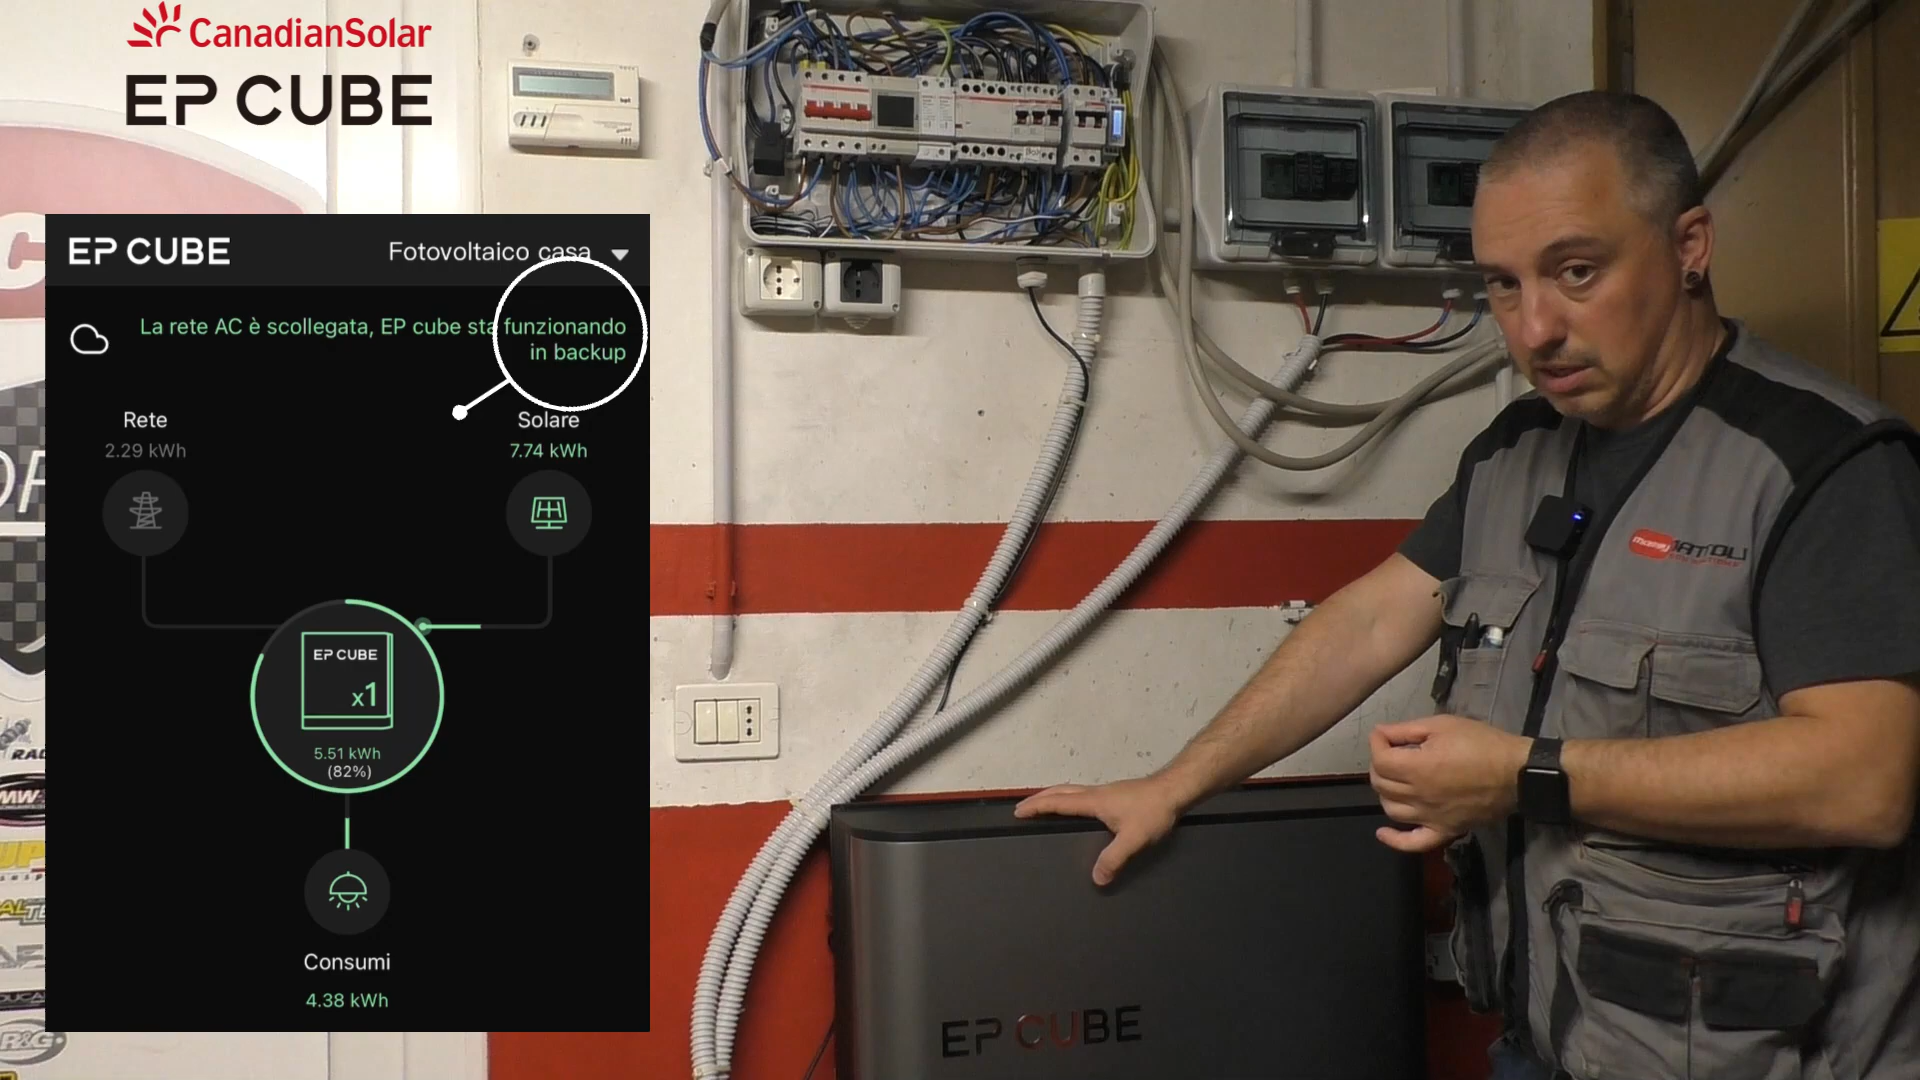 CanadianSolar
EP CUBE
EP CUBE
Fotovoltaico casa
La rete AC è scollegata, EP cube sta funzionando
in backup
Rete
2.29 kWh
Solare
7.74 kWh
EP CUBE
x1
5.51 kWh
(82%)
Consumi
4.38 kWh
EP CUBE
R&G